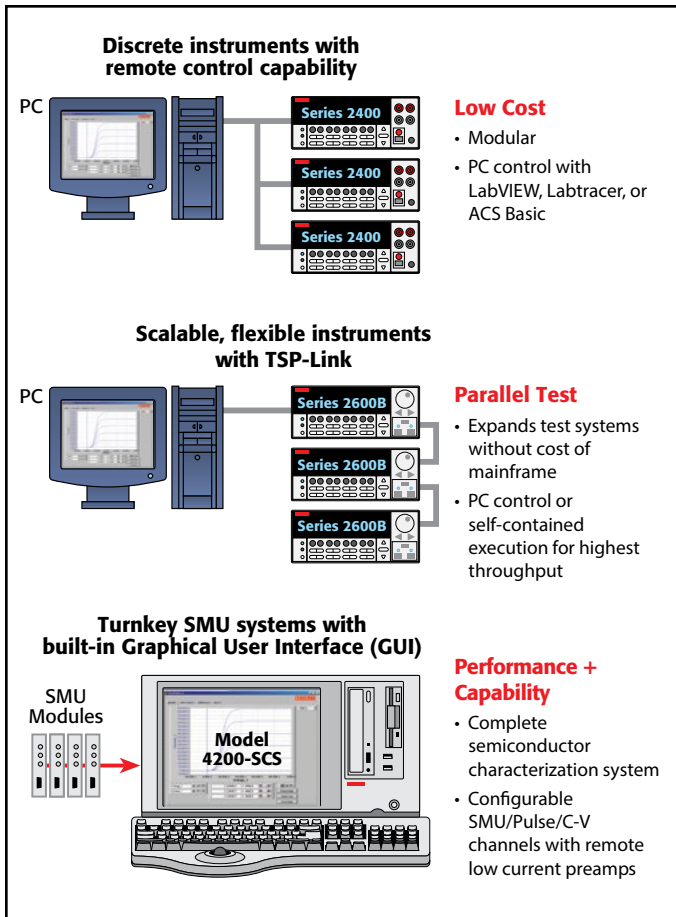 Discrete instruments with
remote control capability
PC
Series 2400
Series 2400
Series 2400
Low Cost
• Modular
• PC control with
LabVIEW, Labtracer, or
ACS Basic
Scalable, flexible instruments
with TSP-Link
PC
Series 2600B
Series 2600B
Series 2600B
Parallel Test
• Expands test systems
without cost of
mainframe
• PC control or
self-contained
execution for highest
throughput
Turnkey SMU systems with
built-in Graphical User Interface (GUI)
SMU
Modules
Model
4200-SCS
Performance +
Capability
• Complete
semiconductor
characterization system
• Configurable
SMU/Pulse/C-V
channels with remote
low current preamps